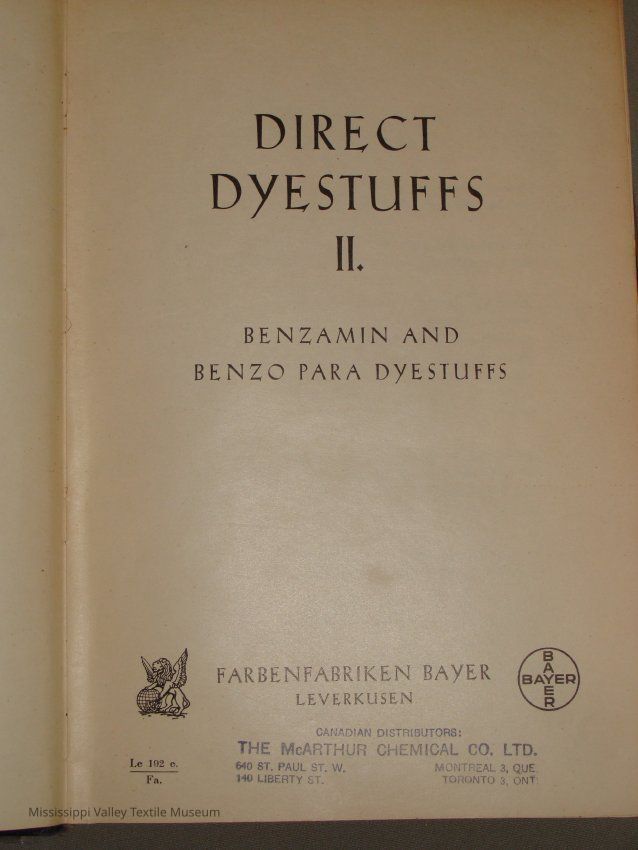 DIRECT
DYESTUFFS
II.
BENZAMIN AND
BENZO PARA DYESTUFFS
FARBENFABRIKEN BAYER
LEVERKUSEN
BAYER
BAYER
CANADIAN DISTRIBUTORS:
THE McARTHUR CHEMICAL CO. LTD.
640 ST. PAUL ST. W. MONTREAL 3, QUE.
140 LIBERTY ST. TORONTO 3, ONT.
Le 192 e.
Fa.
Mississippi Valley Textile Museum